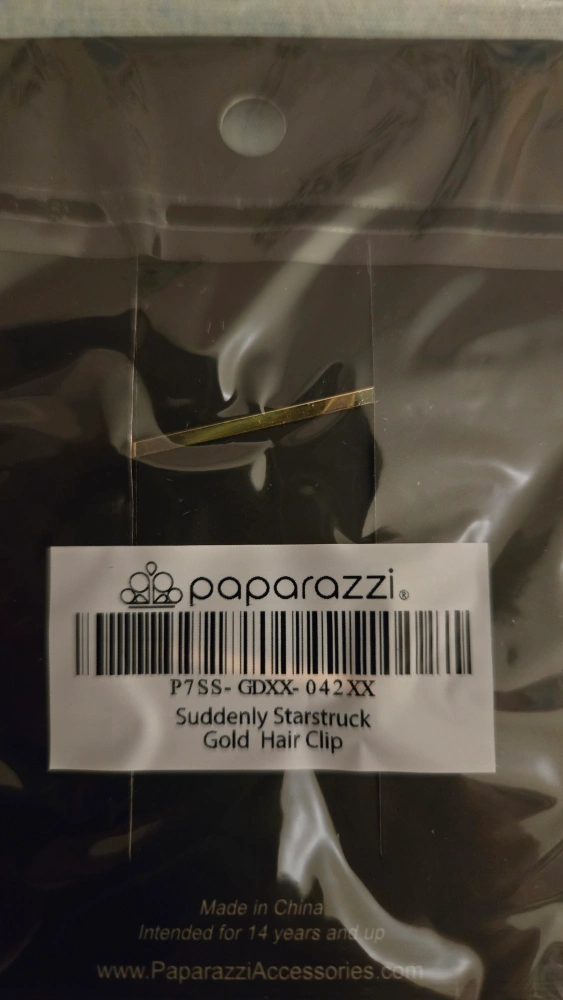 paparazzi®
P7SS-GDXX-042XX
Suddenly Starstruck
Gold Hair Clip
Made in China
Intended for 14 years and up
www.PaparazziAccessories.com